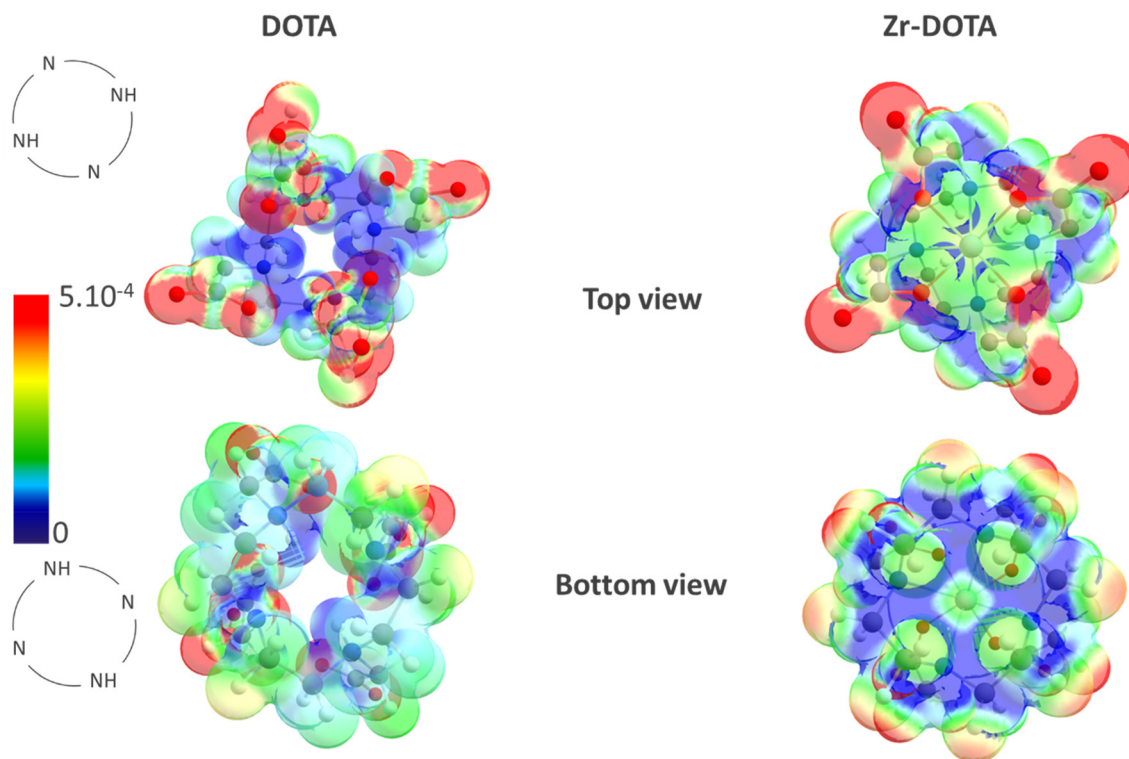 DOTA
Zr-DOTA
N
NH
NH
N
Top view
5.10-4
0
Bottom view
NH
N
N
NH